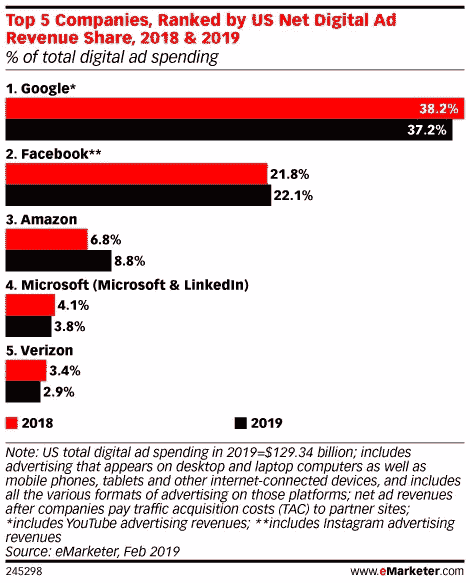 Top 5 Companies, Ranked by US Net Digital Ad
Revenue Share, 2018 & 2019
% of total digital ad spending
1. Google*
38.2%
37.2%
2. Facebook**
21.8%
22.1%
3. Amazon
6.8%
8.8%
4. Microsoft (Microsoft & LinkedIn)
4.1%
3.8%
5. Verizon
3.4%
2.9%
2018 2019
Note: US total digital ad spending in 2019=$129.34 billion; includes
advertising that appears on desktop and laptop computers as well as
mobile phones, tablets and other internet-connected devices, and includes
all the various formats of advertising on those platforms; net ad revenues
after companies pay traffic acquisition costs (TAC) to partner sites;
*includes YouTube advertising revenues; **includes Instagram advertising
revenues
Source: eMarketer, Feb 2019
245298 www.eMarketer.com